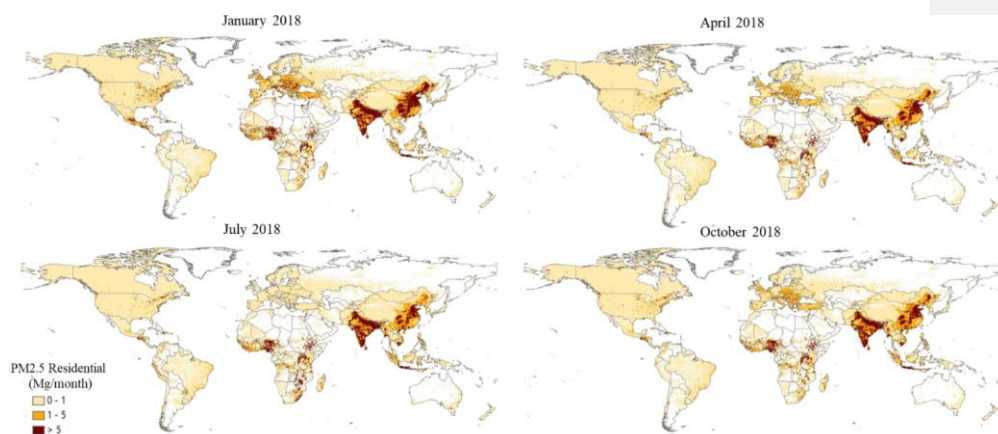 January 2018
April 2018
July 2018
October 2018
PM2.5 Residential
(Mg/month)
0 - 1
1 - 5
> 5